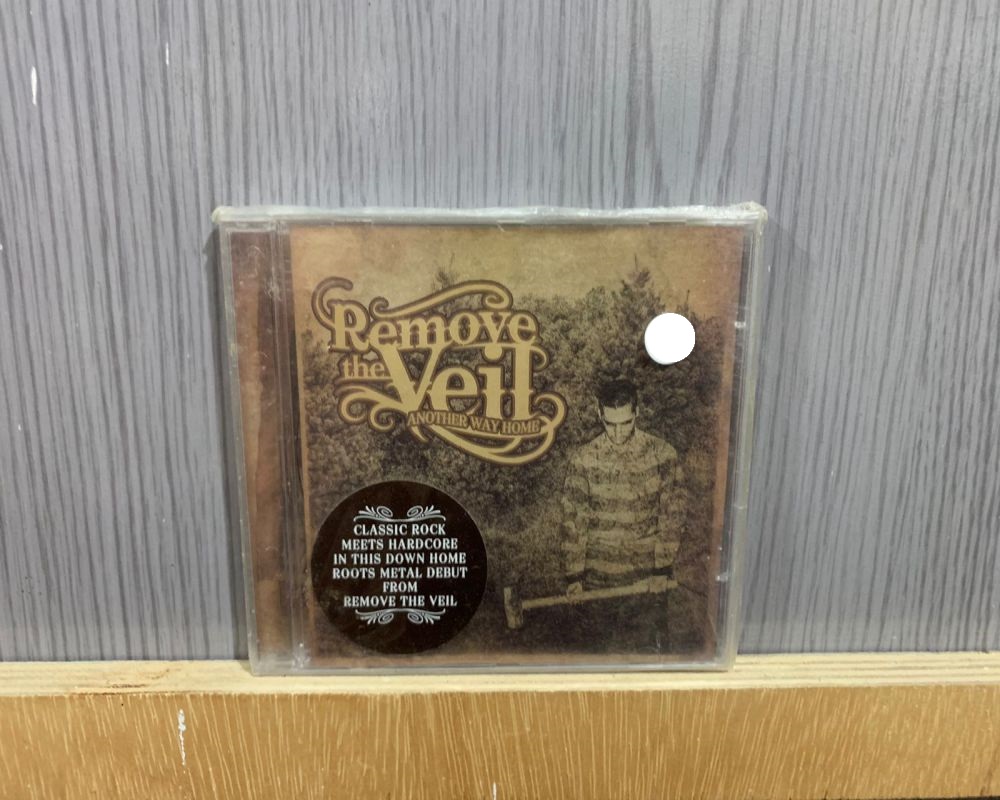 Remove
the Veil
ANOTHER WAY HOME
CLASSIC ROCK
MEETS HARDCORE
IN THIS DOWN HOME
ROOTS METAL DEBUT
FROM
REMOVE THE VEIL